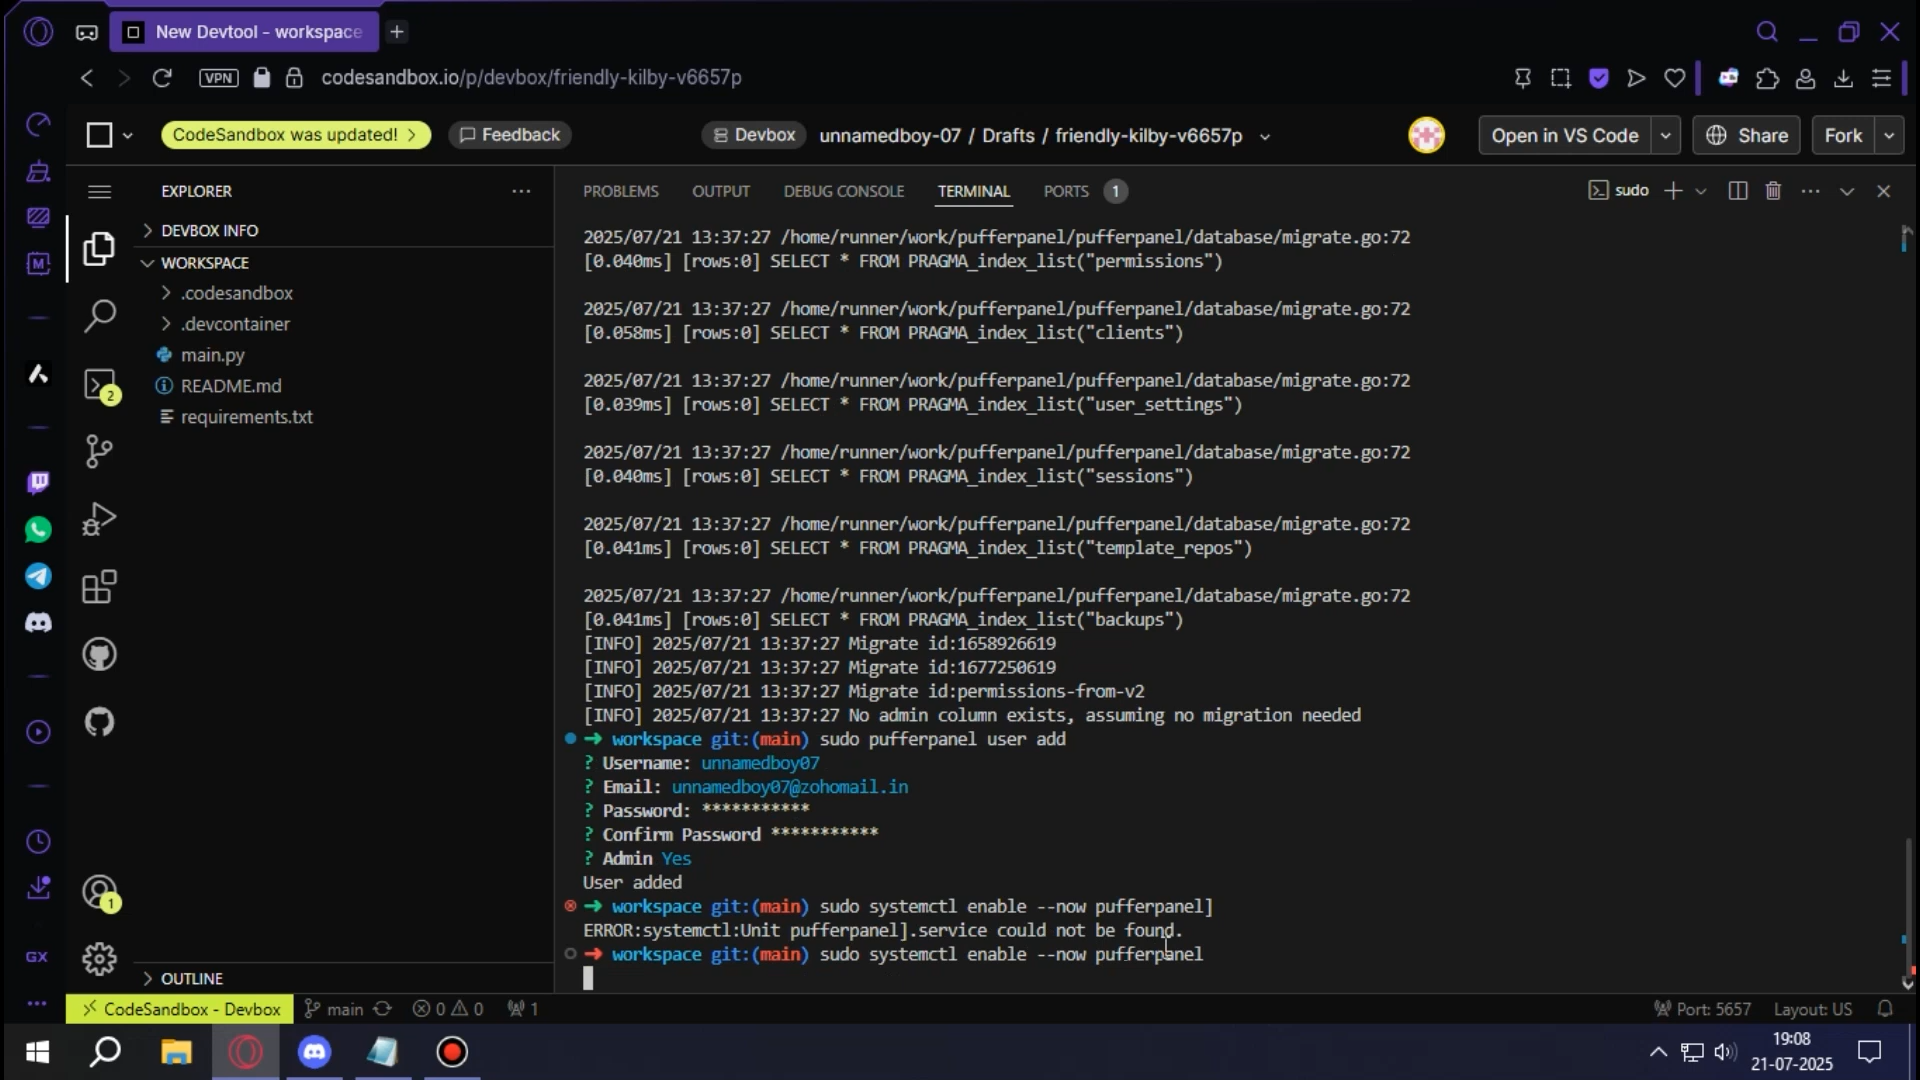 New Devtool - workspace
VPN
codesandbox.io/p/devbox/friendly-kilby-v6657p
CodeSandbox was updated!
Feedback
Devbox
unnamedboy-07 / Drafts / friendly-kilby-v6657p
Open in VS Code
Share
Fork
EXPLORER
PROBLEMS
OUTPUT
DEBUG CONSOLE
TERMINAL
PORTS
1
sudo
DEVBOX INFO
WORKSPACE
.codesandbox
.devcontainer
main.py
README.md
requirements.txt
2
1
M
GX
OUTLINE
2025/07/21 13:37:27 /home/runner/work/pufferpanel/pufferpanel/database/migrate.go:72
[0.040ms] [rows:0] SELECT * FROM PRAGMA_index_list("permissions")
2025/07/21 13:37:27 /home/runner/work/pufferpanel/pufferpanel/database/migrate.go:72
[0.058ms] [rows:0] SELECT * FROM PRAGMA_index_list("clients")
2025/07/21 13:37:27 /home/runner/work/pufferpanel/pufferpanel/database/migrate.go:72
[0.039ms] [rows:0] SELECT * FROM PRAGMA_index_list("user_settings")
2025/07/21 13:37:27 /home/runner/work/pufferpanel/pufferpanel/database/migrate.go:72
[0.040ms] [rows:0] SELECT * FROM PRAGMA_index_list("sessions")
2025/07/21 13:37:27 /home/runner/work/pufferpanel/pufferpanel/database/migrate.go:72
[0.041ms] [rows:0] SELECT * FROM PRAGMA_index_list("template_repos")
2025/07/21 13:37:27 /home/runner/work/pufferpanel/pufferpanel/database/migrate.go:72
[0.041ms] [rows:0] SELECT * FROM PRAGMA_index_list("backups")
[INFO] 2025/07/21 13:37:27 Migrate id:1658926619
[INFO] 2025/07/21 13:37:27 Migrate id:1677250619
[INFO] 2025/07/21 13:37:27 Migrate id:permissions-from-v2
[INFO] 2025/07/21 13:37:27 No admin column exists, assuming no migration needed
➜ workspace git:(main) sudo pufferpanel user add
? Username: unnamedboy07
? Email: unnamedboy07@zohomail.in
? Password: ***********
? Confirm Password ***********
? Admin Yes
User added
➜ workspace git:(main) sudo systemctl enable --now pufferpanel]
ERROR:systemctl:Unit pufferpanel].service could not be found.
➜ workspace git:(main) sudo systemctl enable --now pufferpanel
CodeSandbox - Devbox
main
0
0
1
Port: 5657
Layout: US
19:08
21-07-2025